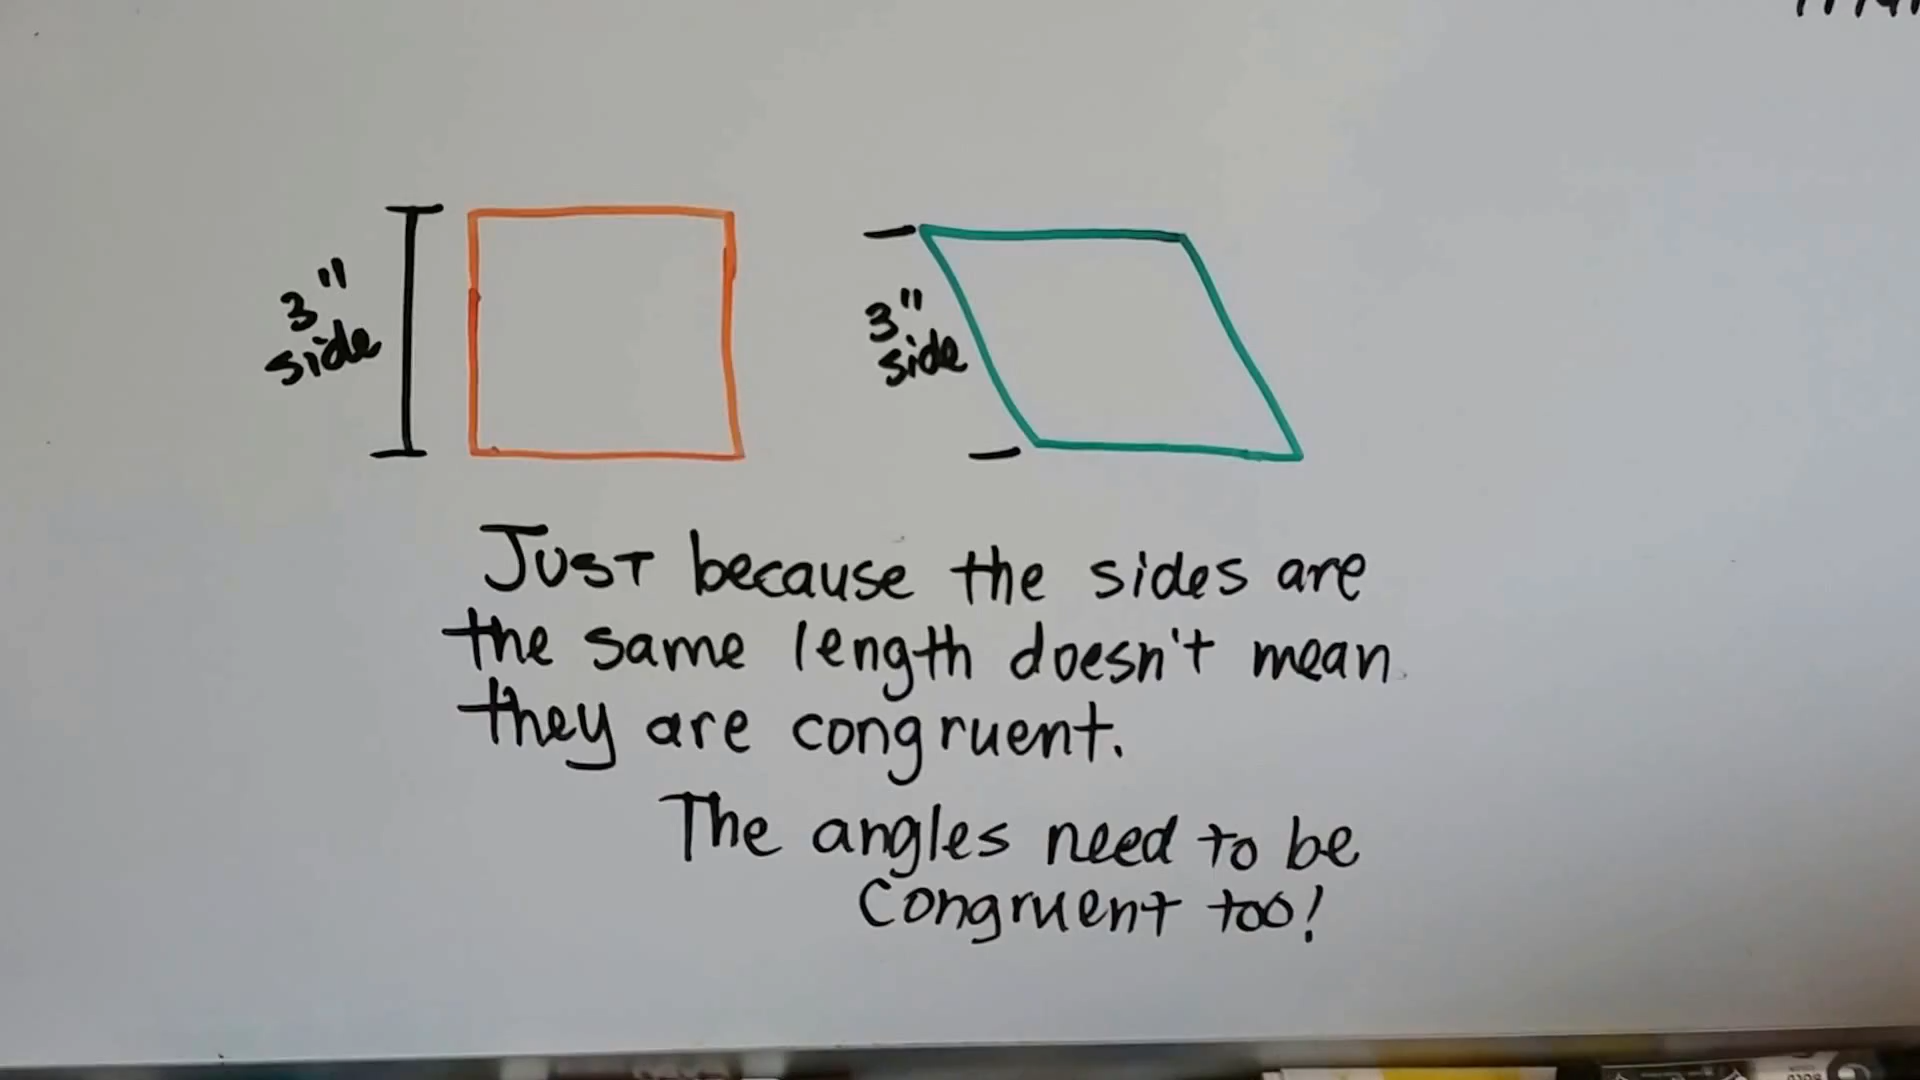 3"
side
3"
side
Just because the sides are
the same length doesn't mean
they are congruent.
The angles need to be
congruent too!